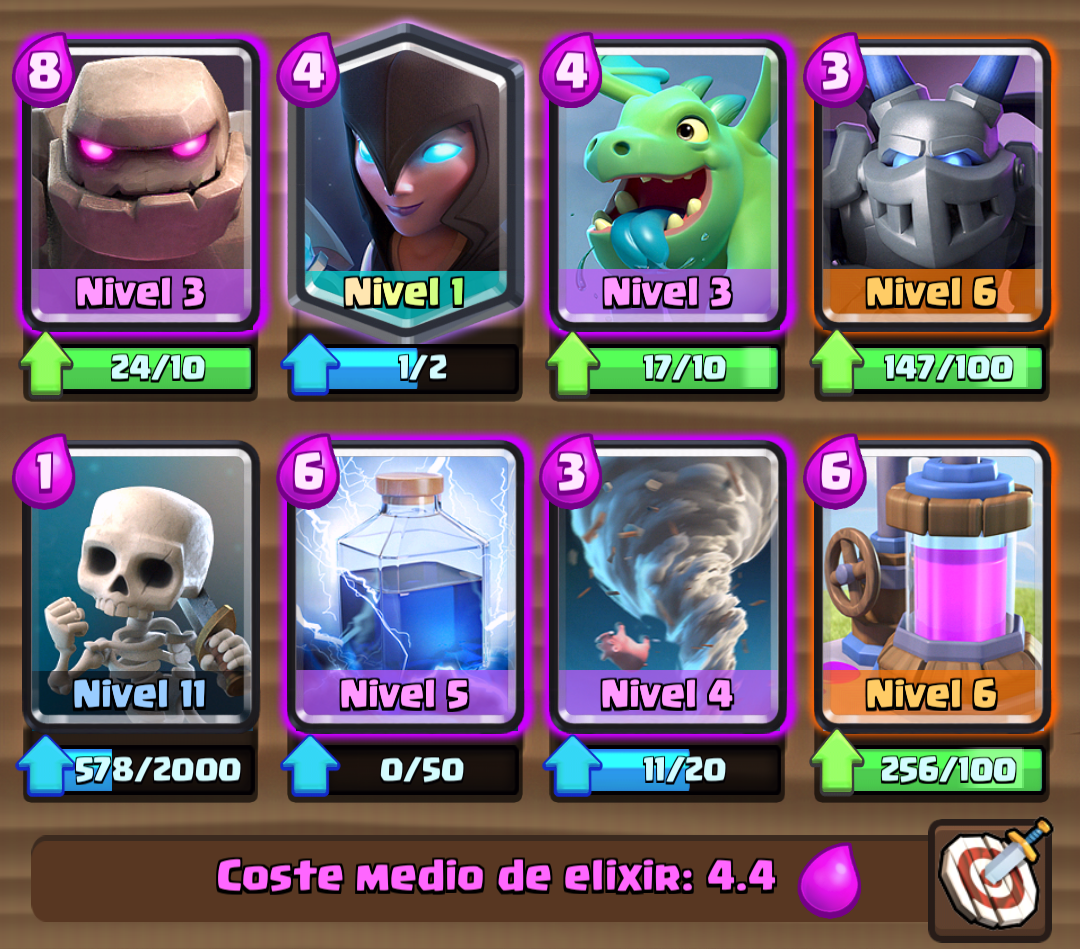 8
4
4
3
Nivel 3
Nivel 1
Nivel 3
Nivel 6
24/10
1/2
17/10
147/100
1
6
3
6
Nivel 11
Nivel 5
Nivel 4
Nivel 6
578/2000
0/50
11/20
256/100
Coste medio de elixir: 4.4